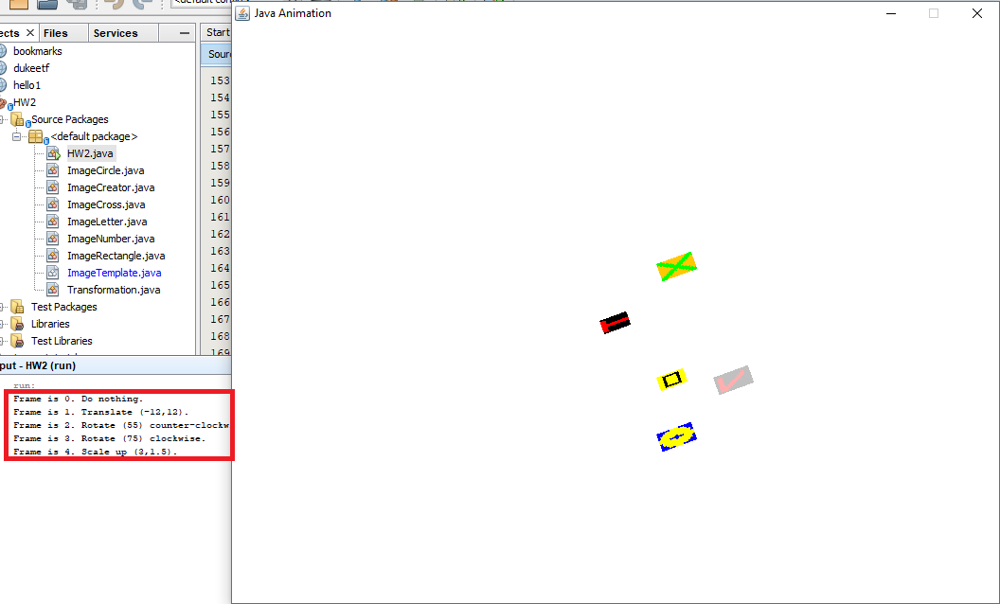 Java Animation
Files
Services
Start
bookmarks
dukeetf
hello1
HW2
Source Packages
<default package>
HW2.java
ImageCircle.java
ImageCreator.java
ImageCross.java
ImageLetter.java
ImageNumber.java
ImageRectangle.java
ImageTemplate.java
Transformation.java
Test Packages
Libraries
Test Libraries
153
154
155
156
157
158
159
160
161
162
163
164
165
166
167
168
169
put - HW2 (run)
run:
Frame is 0. Do nothing.
Frame is 1. Translate (-12,12).
Frame is 2. Rotate (55) counter-clockw
Frame is 3. Rotate (75) clockwise.
Frame is 4. Scale up (3,1.5).